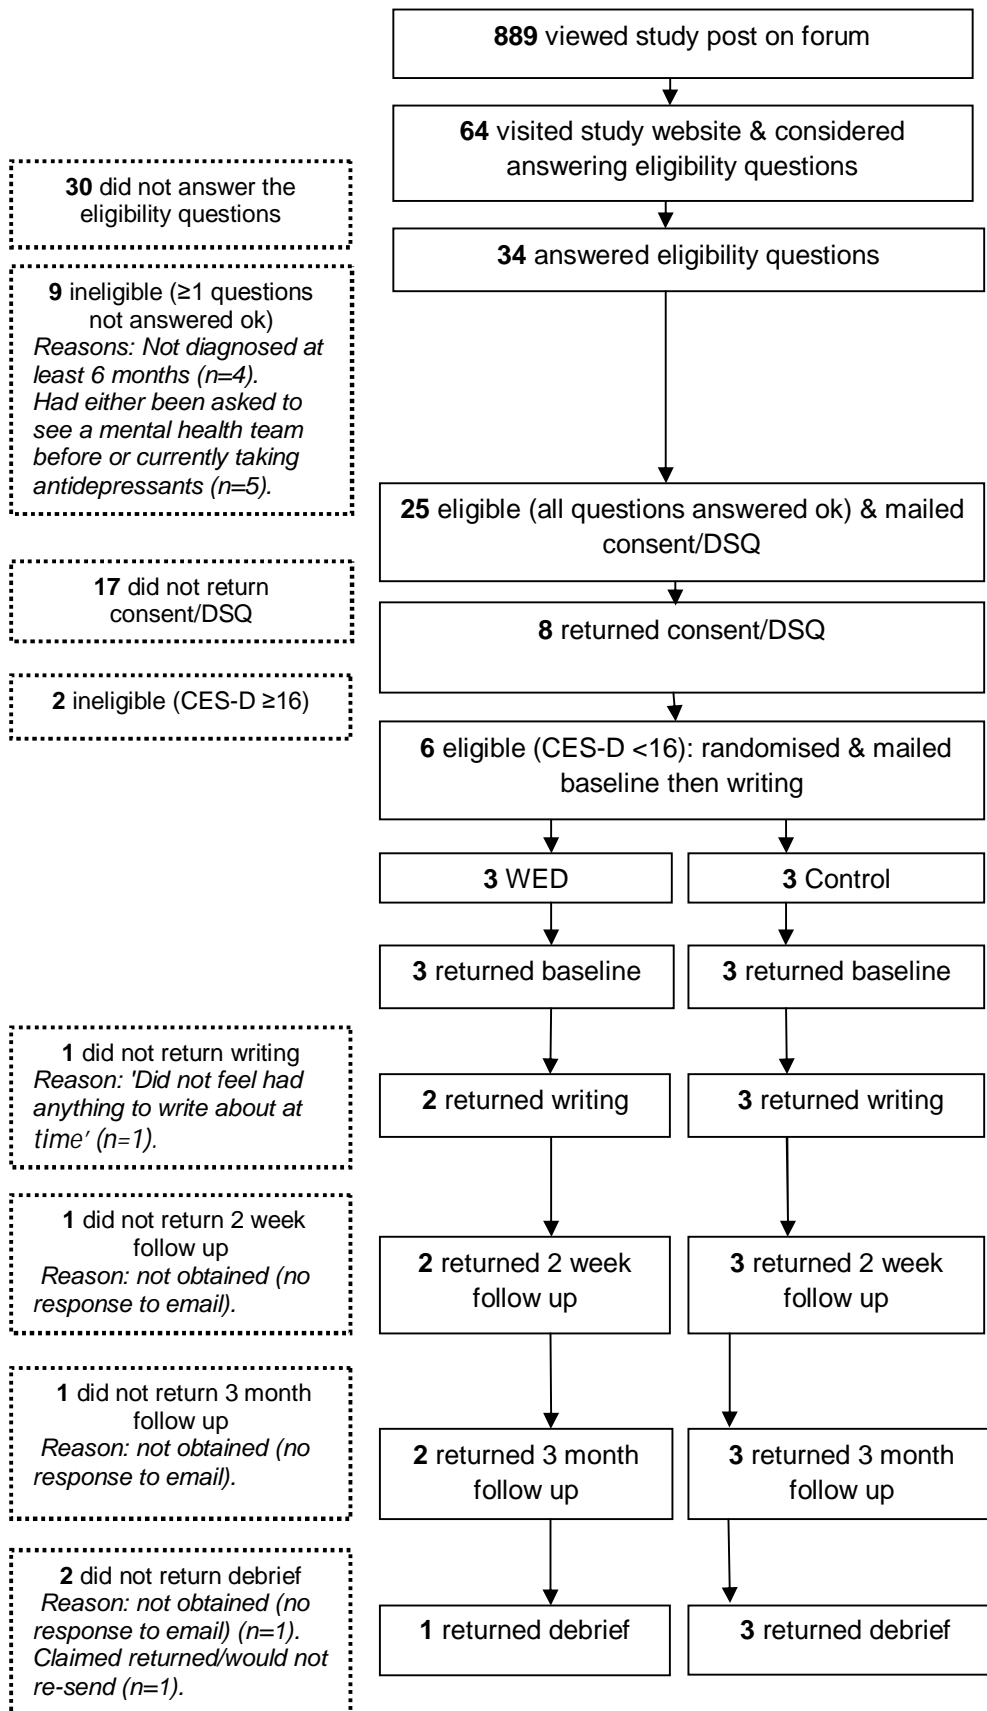 889 viewed study post on forum
64 visited study website & considered
answering eligibility questions
30 did not answer the
eligibility questions
34 answered eligibility questions
9 ineligible (≥1 questions
not answered ok)
Reasons: Not diagnosed at
least 6 months (n=4).
Had either been asked to
see a mental health team
before or currently taking
antidepressants (n=5).
25 eligible (all questions answered ok) & mailed
consent/DSQ
17 did not return
consent/DSQ
8 returned consent/DSQ
2 ineligible (CES-D ≥16)
6 eligible (CES-D <16): randomised & mailed
baseline then writing
3 WED
3 Control
3 returned baseline
3 returned baseline
1 did not return writing
Reason: 'Did not feel had
anything to write about at
time’ (n=1).
2 returned writing
3 returned writing
1 did not return 2 week
follow up
Reason: not obtained (no
response to email).
2 returned 2 week
follow up
3 returned 2 week
follow up
1 did not return 3 month
follow up
Reason: not obtained (no
response to email).
2 returned 3 month
follow up
3 returned 3 month
follow up
2 did not return debrief
Reason: not obtained (no
response to email) (n=1).
Claimed returned/would not
re-send (n=1).
1 returned debrief
3 returned debrief